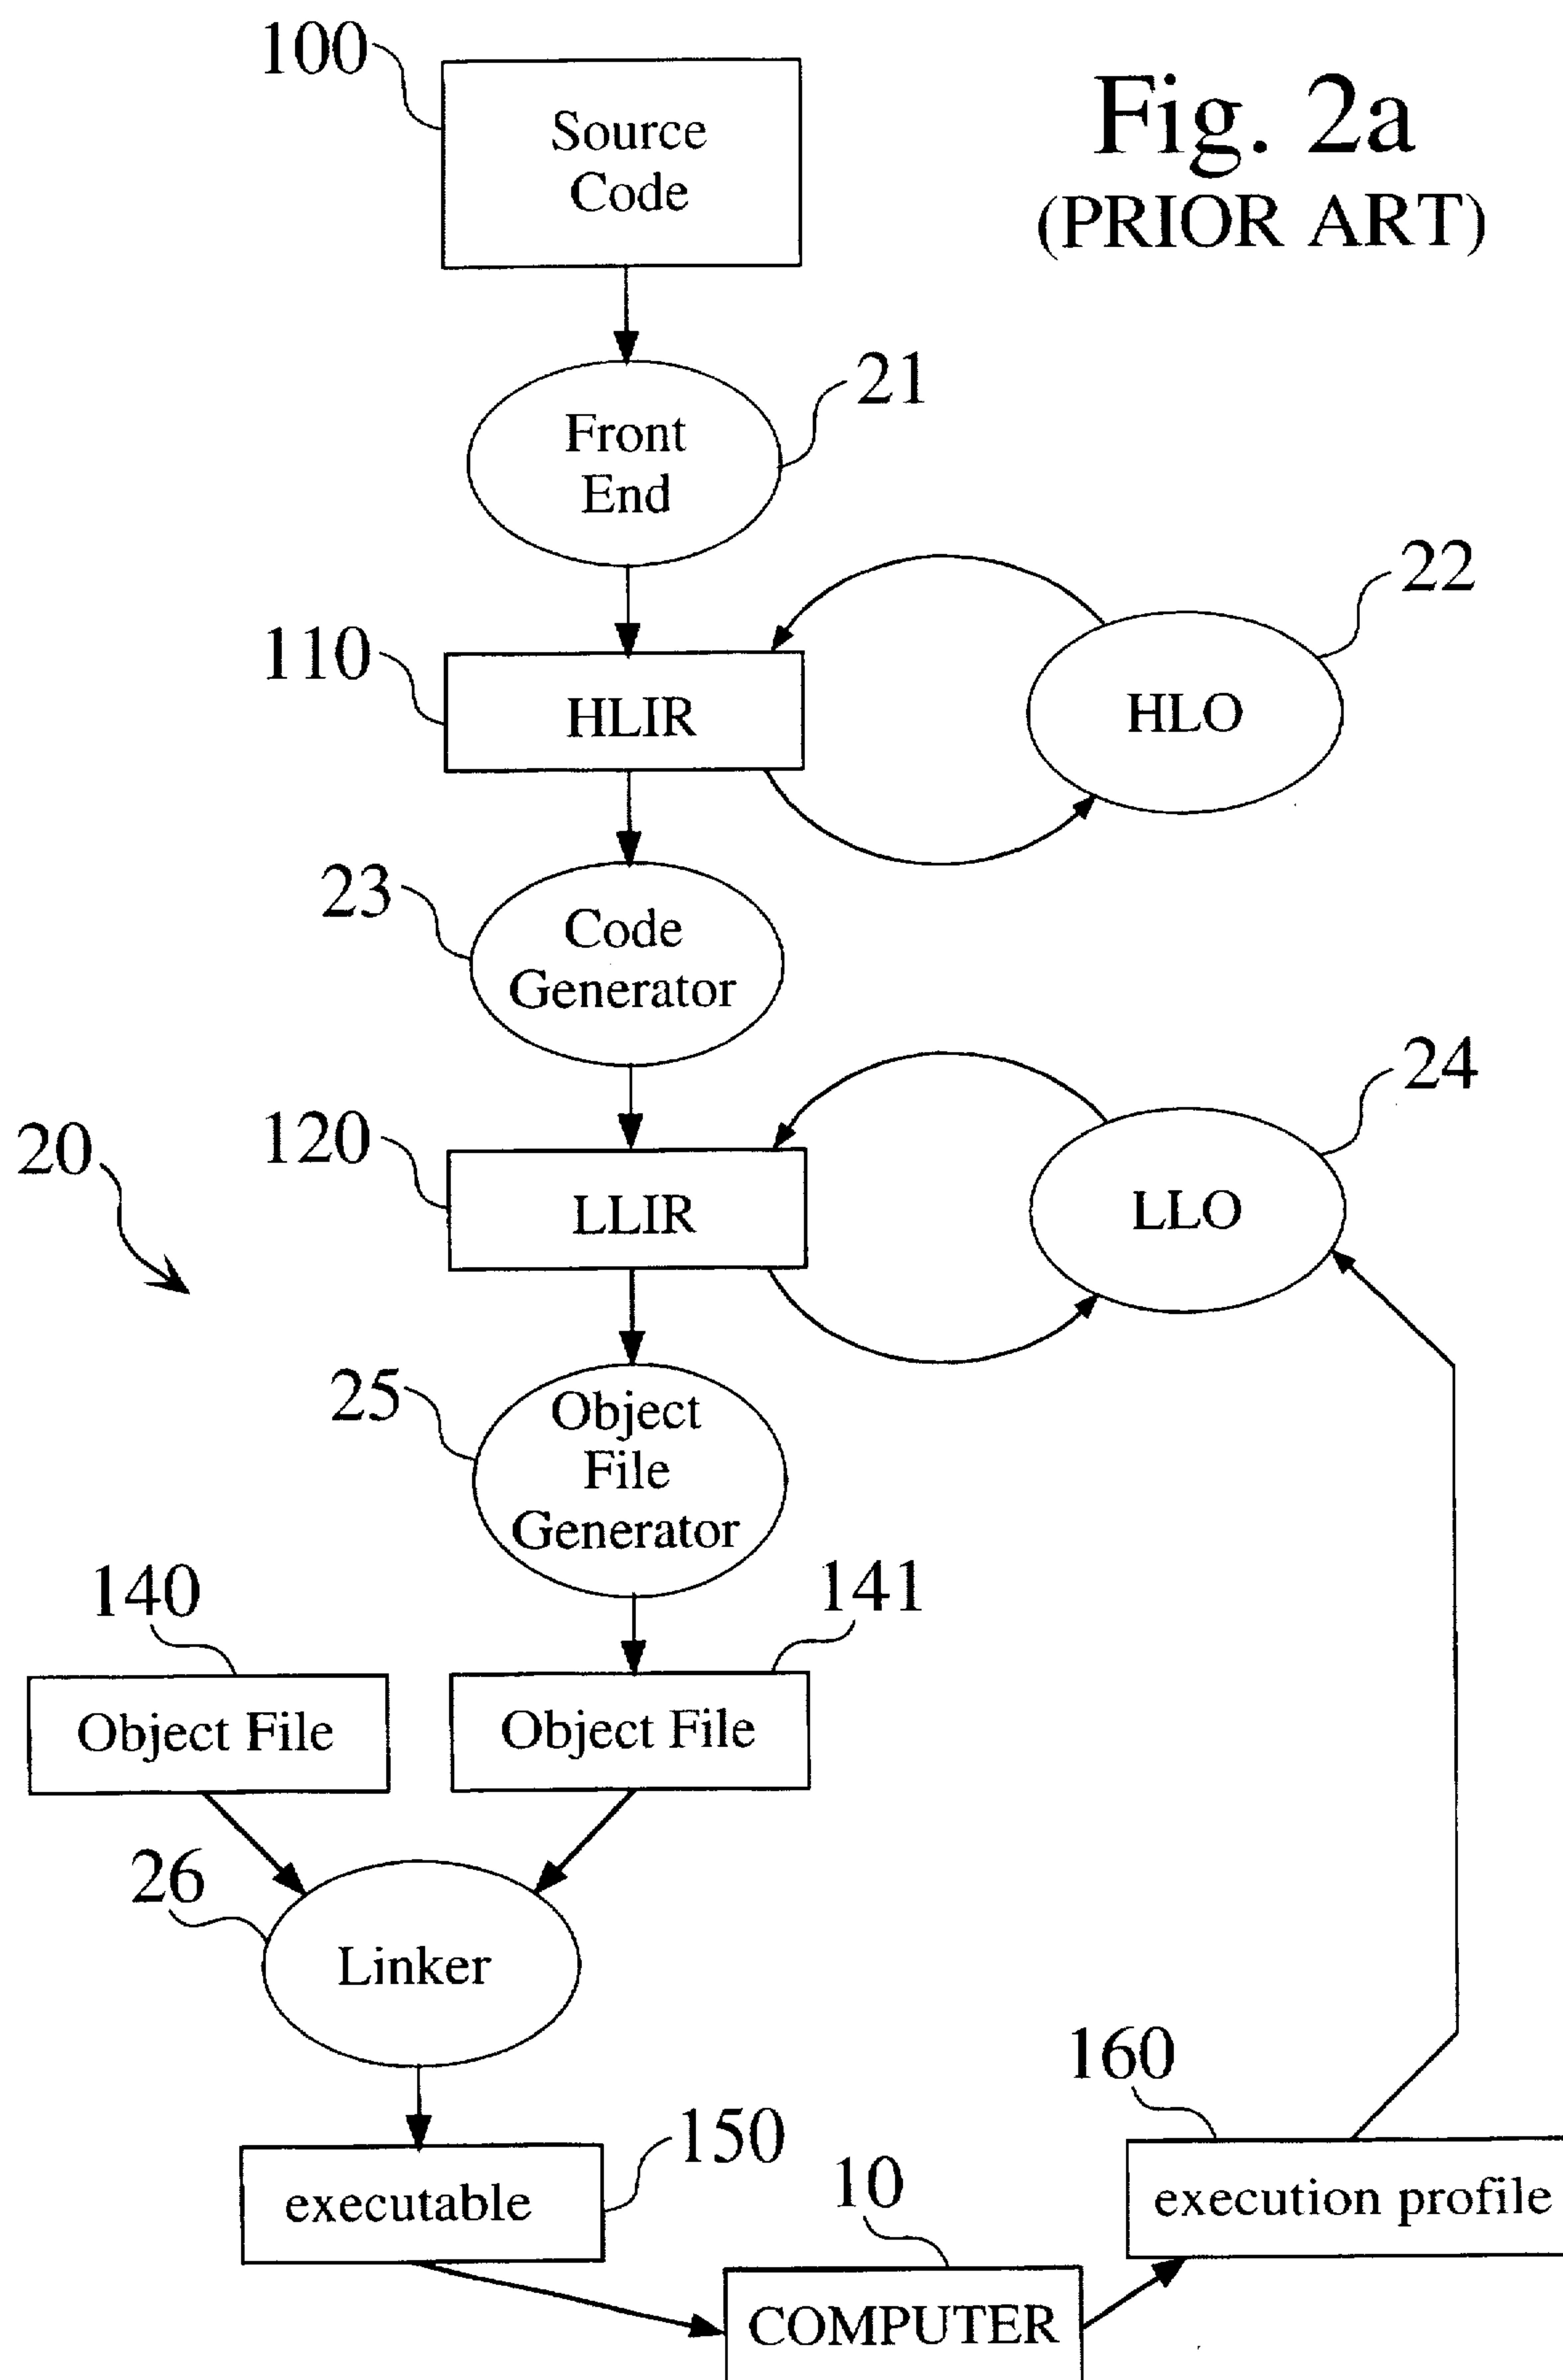 100
Source
Code
Fig. 2a
(PRIOR ART)
21
Front
End
22
110
HLIR
HLO
23
Code
Generator
24
20
120
LLIR
LLO
25
Object
File
Generator
140
141
Object File
Object File
26
Linker
160
150
executable
10
execution profile
COMPUTER